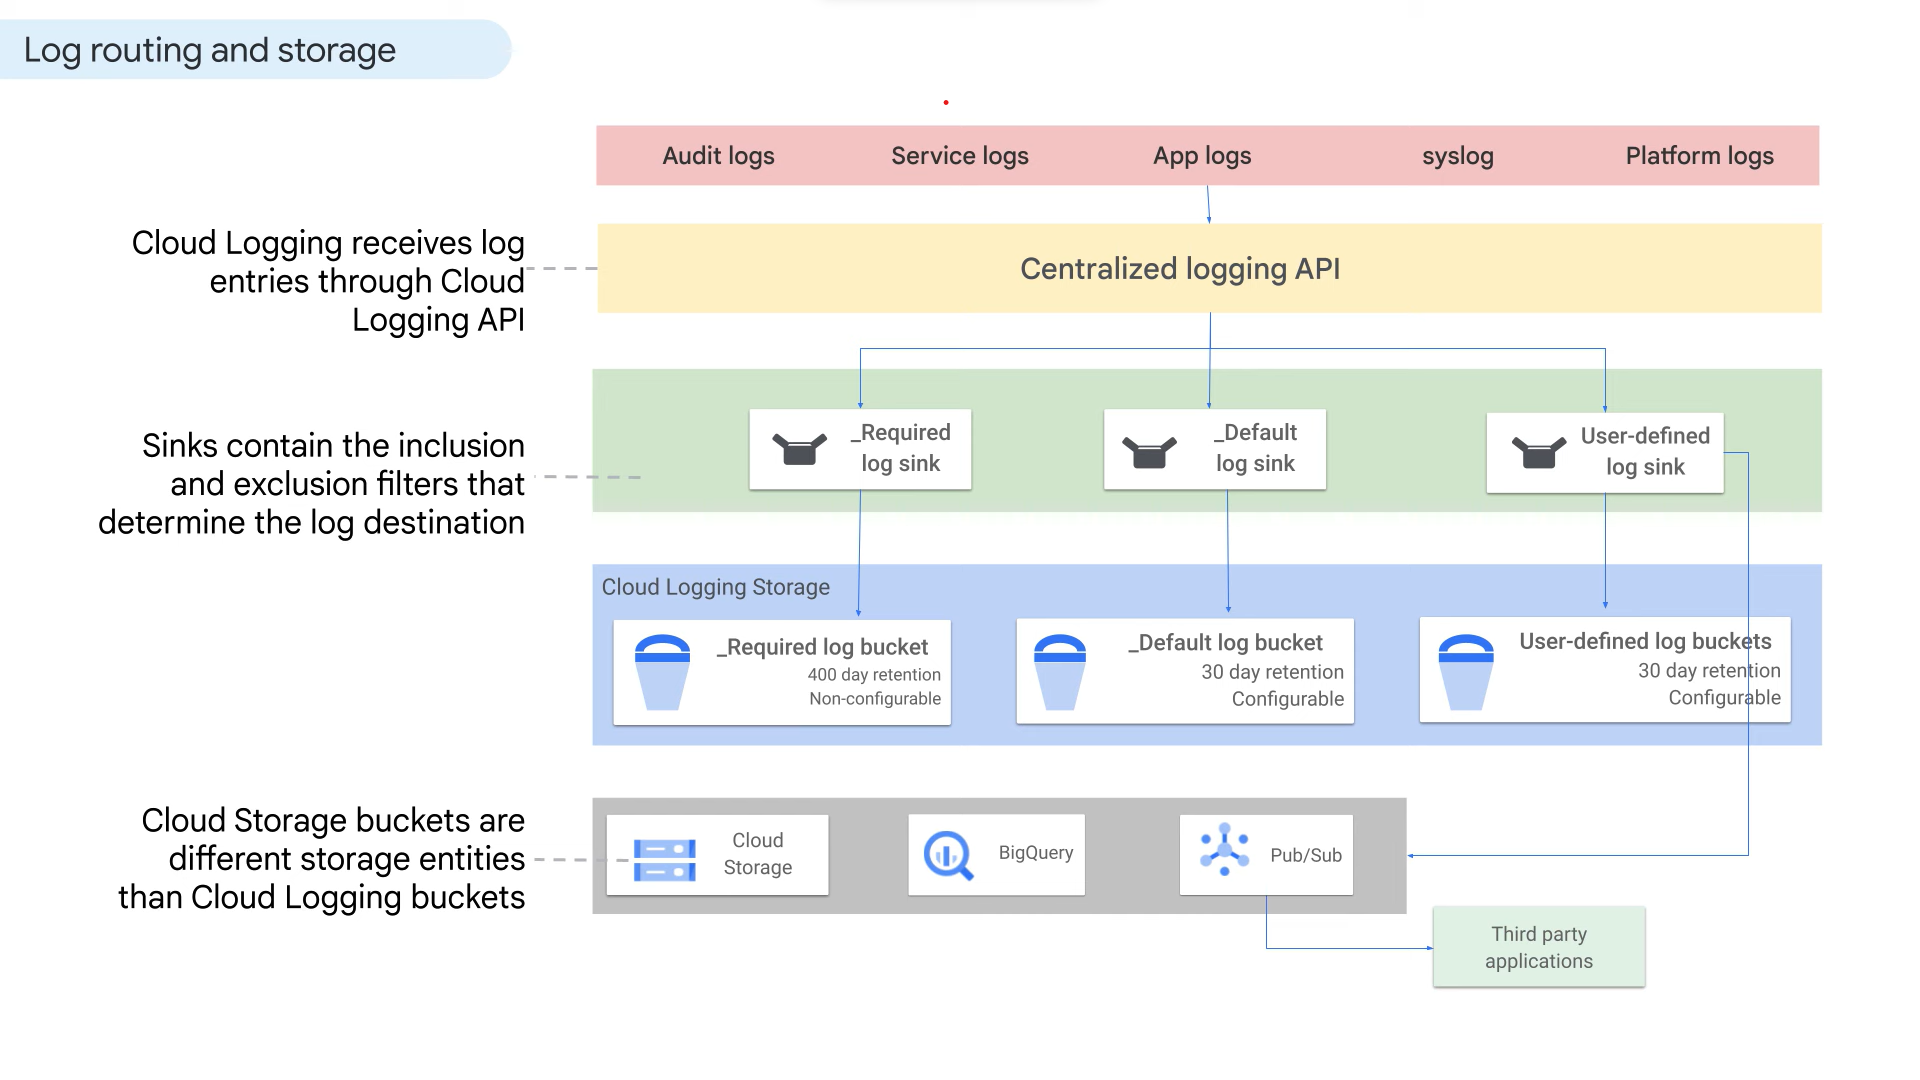 Log routing and storage
Audit logs
Service logs
App logs
syslog
Platform logs
Cloud Logging receives log
entries through Cloud
Logging API
Centralized logging API
Sinks contain the inclusion
and exclusion filters that
determine the log destination
_Required
log sink
_Default
log sink
User-defined
log sink
Cloud Logging Storage
_Required log bucket
400 day retention
Non-configurable
_Default log bucket
30 day retention
Configurable
User-defined log buckets
30 day retention
Configurable
Cloud Storage buckets are
different storage entities
than Cloud Logging buckets
Cloud
Storage
BigQuery
Pub/Sub
Third party
applications